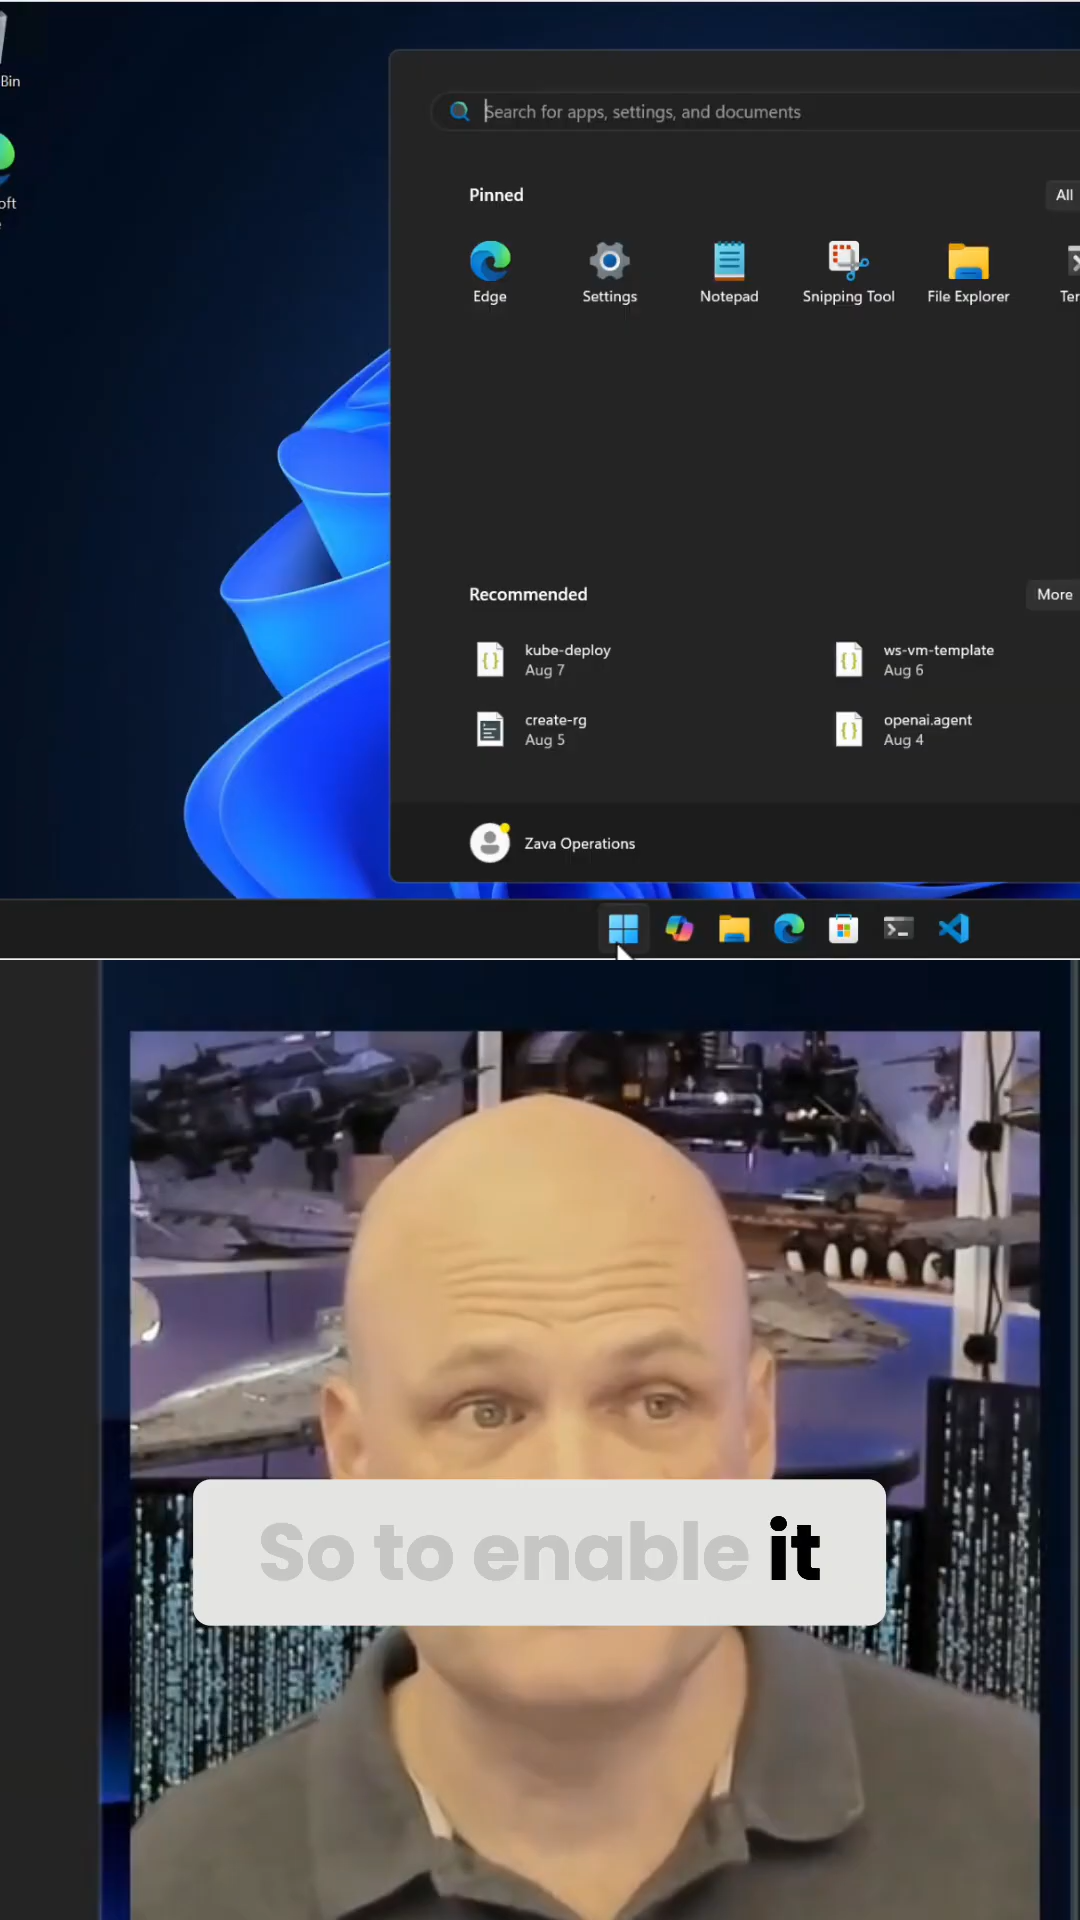 Bin
oft
Search for apps, settings, and documents
Pinned
All
Edge
Settings
Notepad
Snipping Tool
File Explorer
Ter
Recommended
More
kube-deploy
Aug 7
ws-vm-template
Aug 6
create-rg
Aug 5
openai.agent
Aug 4
Zava Operations
So to enable it